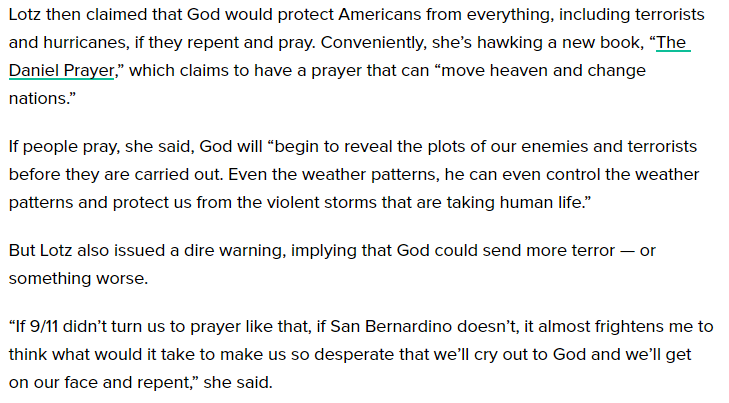 Lotz then claimed that God would protect Americans from everything, including terrorists
and hurricanes, if they repent and pray. Conveniently, she’s hawking a new book, “The
Daniel Prayer,” which claims to have a prayer that can “move heaven and change
nations.”
If people pray, she said, God will “begin to reveal the plots of our enemies and terrorists
before they are carried out. Even the weather patterns, he can even control the weather
patterns and protect us from the violent storms that are taking human life.”
But Lotz also issued a dire warning, implying that God could send more terror — or
something worse.
“If 9/11 didn’t turn us to prayer like that, if San Bernardino doesn’t, it almost frightens me to
think what would it take to make us so desperate that we’ll cry out to God and we’ll get
on our face and repent,” she said.